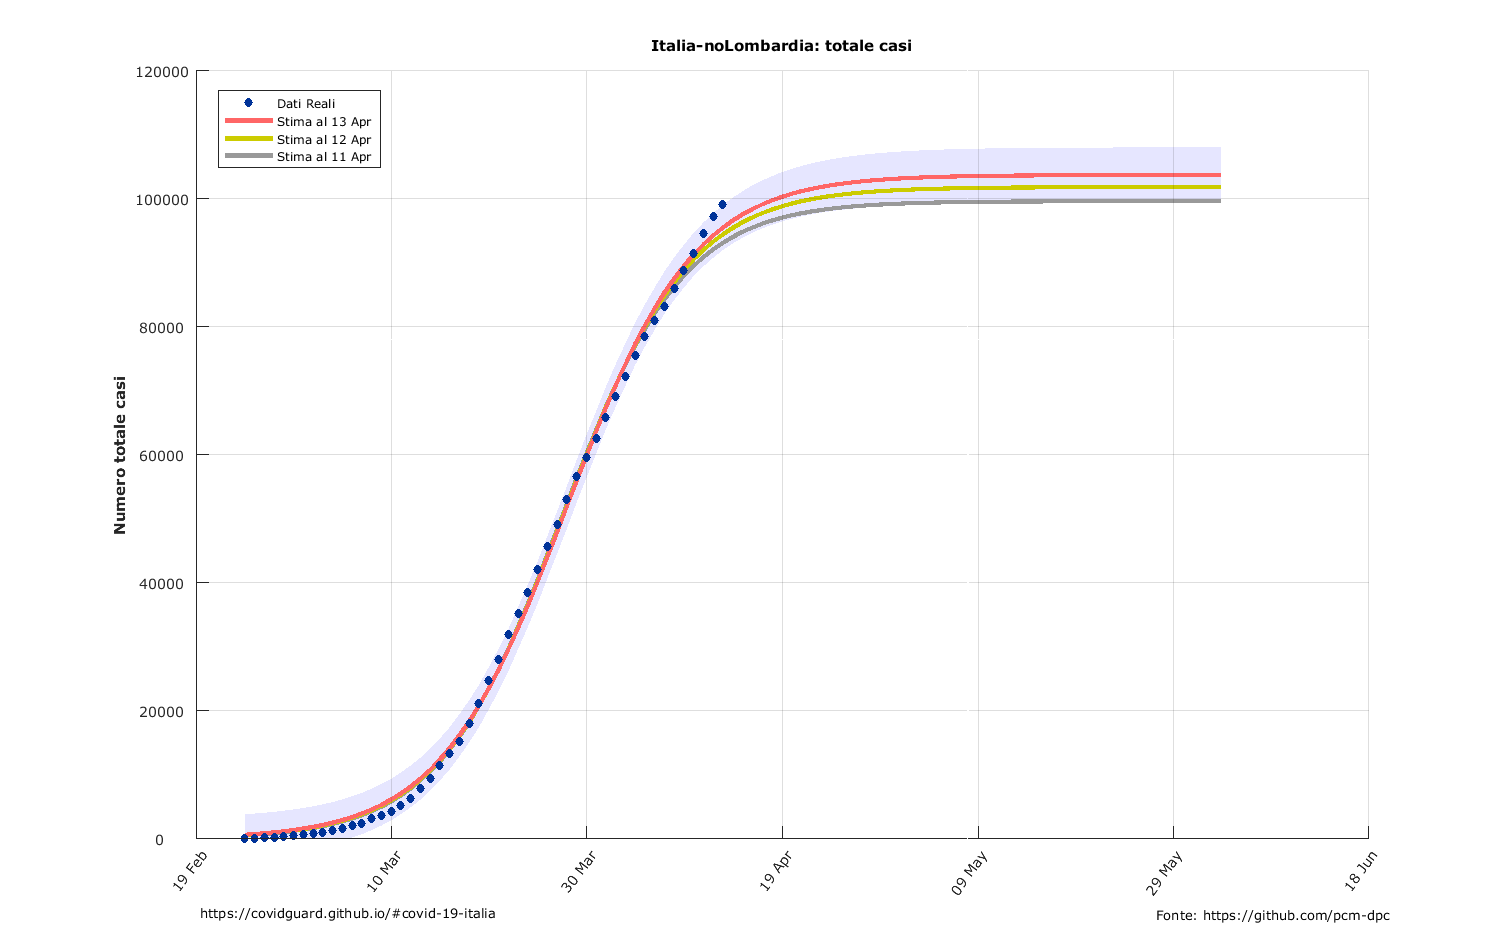 Italia-noLombardia: totale casi
120000
100000
80000
60000
40000
20000
0
Numero totale casi
Dati Reali
Stima al 13 Apr
Stima al 12 Apr
Stima al 11 Apr
19 Feb
10 Mar
30 Mar
19 Apr
09 May
29 May
18 Jun
https://covidguard.github.io/#covid-19-italia
Fonte: https://github.com/pcm-dpc